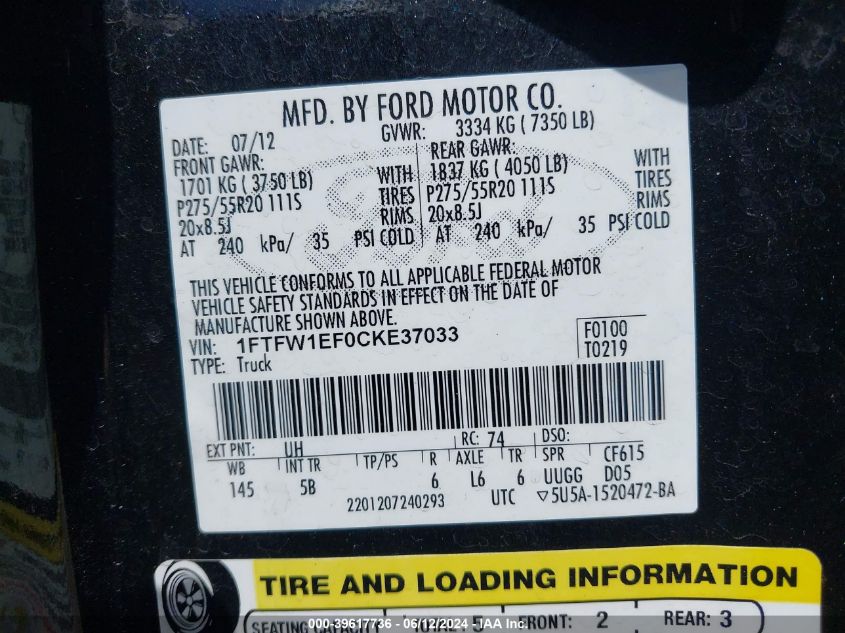 MFD. BY FORD MOTOR CO.
DATE: 07/12 GVWR: 3334 KG ( 7350 LB)
FRONT GAWR: REAR GAWR:
1701 KG ( 3750 LB) WITH 1837 KG ( 4050 LB) WITH
P275/55R20 111S TIRES P275/55R20 111S TIRES
20x8.5J RIMS 20x8.5J RIMS
AT 240 kPa/ 35 PSI COLD AT 240 kPa/ 35 PSI COLD
THIS VEHICLE CONFORMS TO ALL APPLICABLE FEDERAL MOTOR
VEHICLE SAFETY STANDARDS IN EFFECT ON THE DATE OF
MANUFACTURE SHOWN ABOVE.
VIN: 1FTFW1EF0CKE37033 F0100
TYPE: Truck T0219
EXT PNT: UH RC: 74 DSO:
WB INT TR TP/PS R AXLE TR SPR CF615
145 5B 6 L6 6 UUGG D05
2201207240293 UTC ▽5U5A-1520472-BA
TIRE AND LOADING INFORMATION
SEATING CAPACITY TOTAL: 5 FRONT: 2 REAR: 3
000-39617736 - 06/12/2024 - IAA Inc.